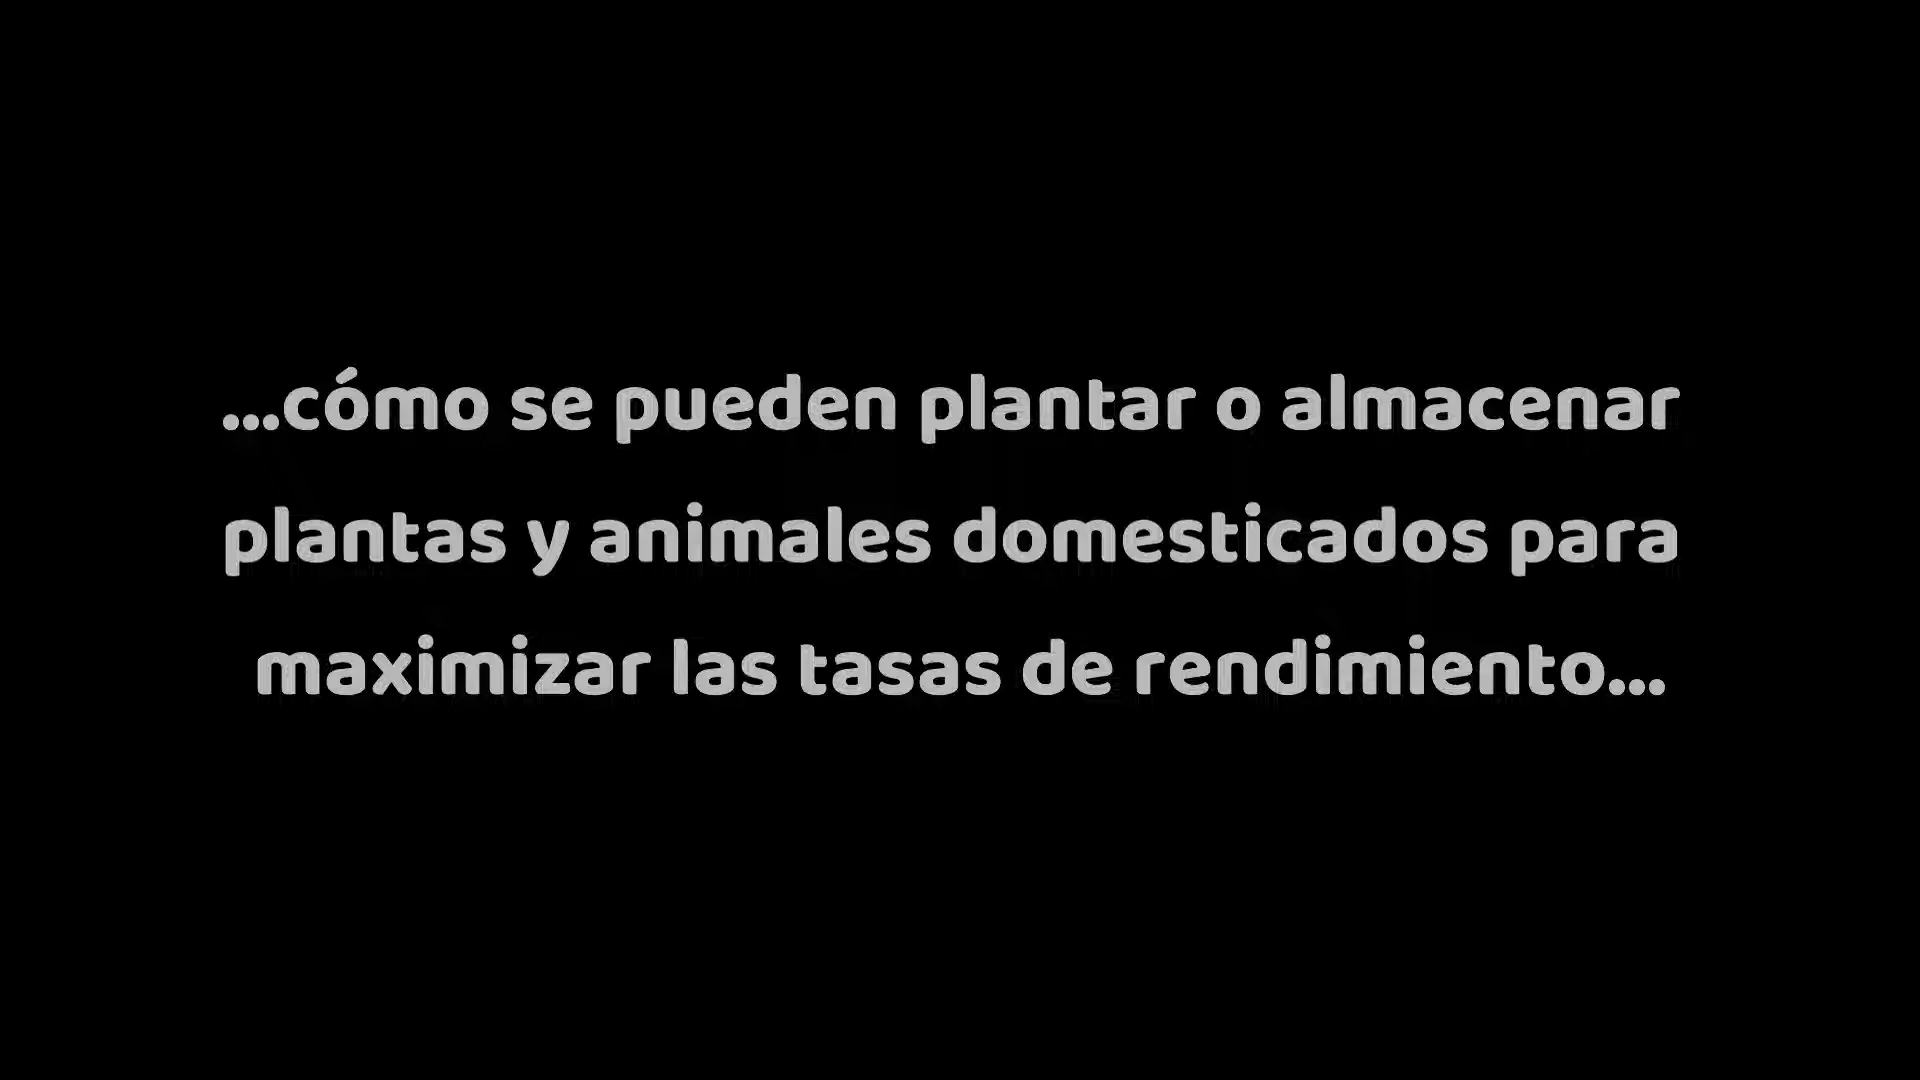 ...cómo se pueden plantar o almacenar
plantas y animales domesticados para
maximizar las tasas de rendimiento...